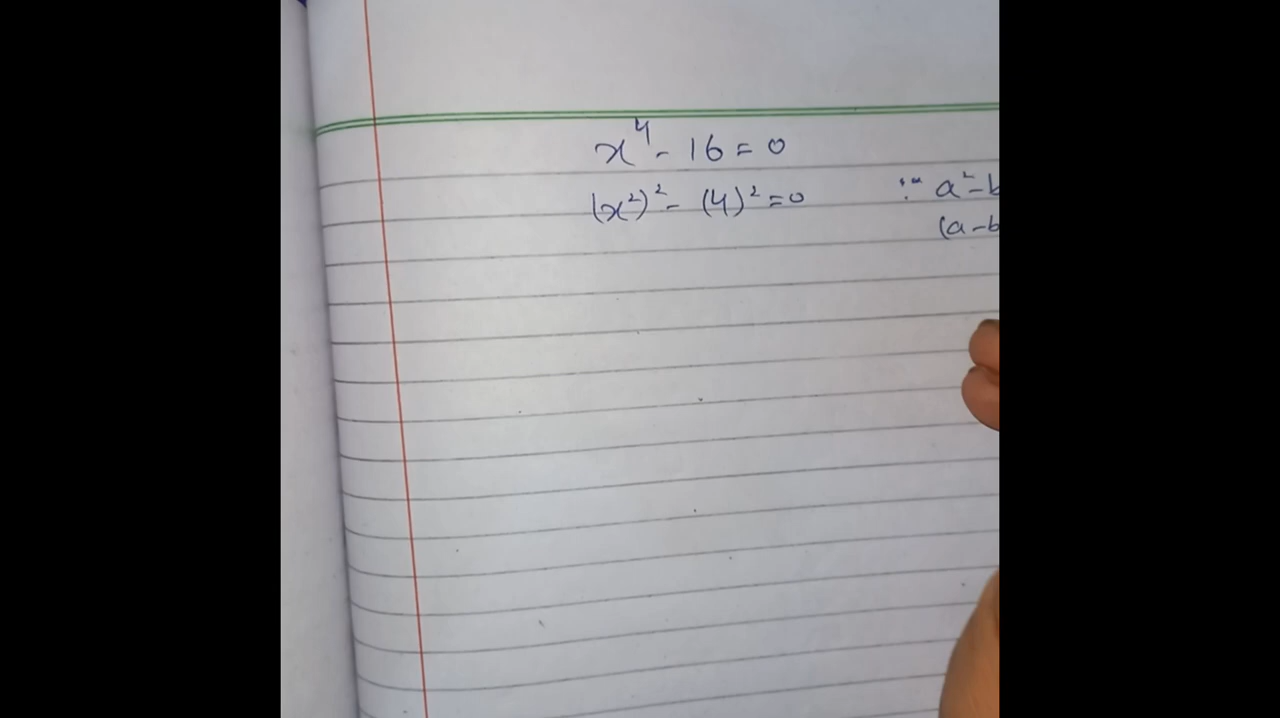 x⁴ - 16 = 0
(x²)² - (4)² = 0
∵ a² - b
(a - b